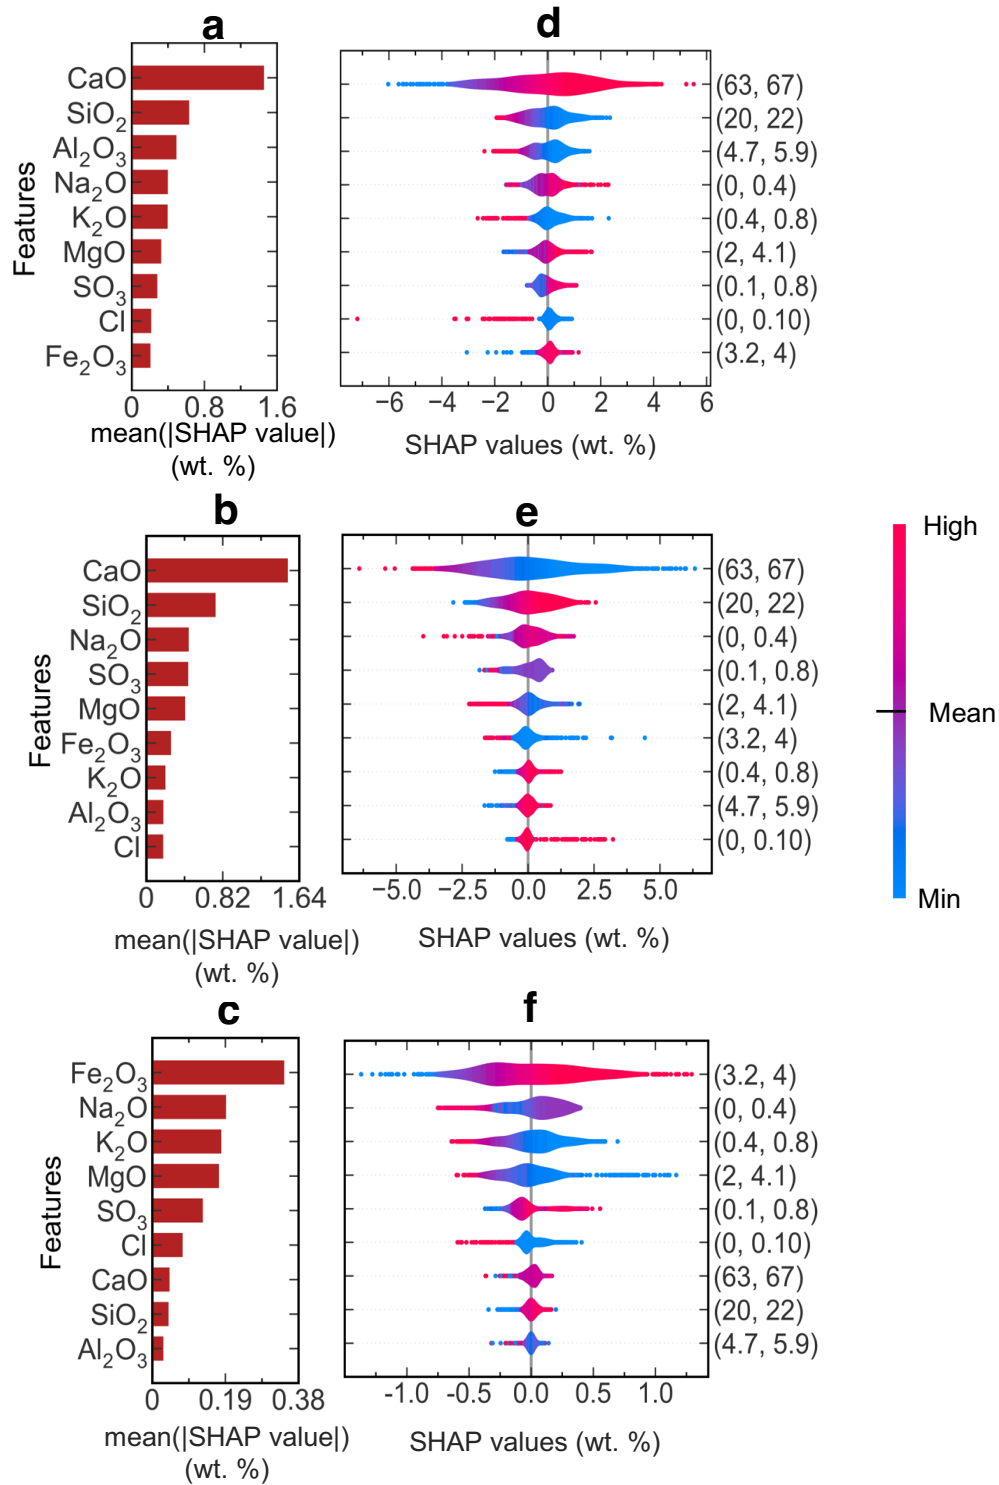 a
d
Features
CaO
SiO₂
Al₂O₃
Na₂O
K₂O
MgO
SO₃
Cl
Fe₂O₃
0 0.8 1.6
mean(|SHAP value|)
(wt. %)
(63, 67)
(20, 22)
(4.7, 5.9)
(0, 0.4)
(0.4, 0.8)
(2, 4.1)
(0.1, 0.8)
(0, 0.10)
(3.2, 4)
−6 −4 −2 0 2 4 6
SHAP values (wt. %)
b
e
Features
CaO
SiO₂
Na₂O
SO₃
MgO
Fe₂O₃
K₂O
Al₂O₃
Cl
0 0.82 1.64
mean(|SHAP value|)
(wt. %)
(63, 67)
(20, 22)
(0, 0.4)
(0.1, 0.8)
(2, 4.1)
(3.2, 4)
(0.4, 0.8)
(4.7, 5.9)
(0, 0.10)
−5.0 −2.5 0.0 2.5 5.0
SHAP values (wt. %)
High
Mean
Min
c
f
Features
Fe₂O₃
Na₂O
K₂O
MgO
SO₃
Cl
CaO
SiO₂
Al₂O₃
0 0.19 0.38
mean(|SHAP value|)
(wt. %)
(3.2, 4)
(0, 0.4)
(0.4, 0.8)
(2, 4.1)
(0.1, 0.8)
(0, 0.10)
(63, 67)
(20, 22)
(4.7, 5.9)
-1.0 -0.5 0.0 0.5 1.0
SHAP values (wt. %)